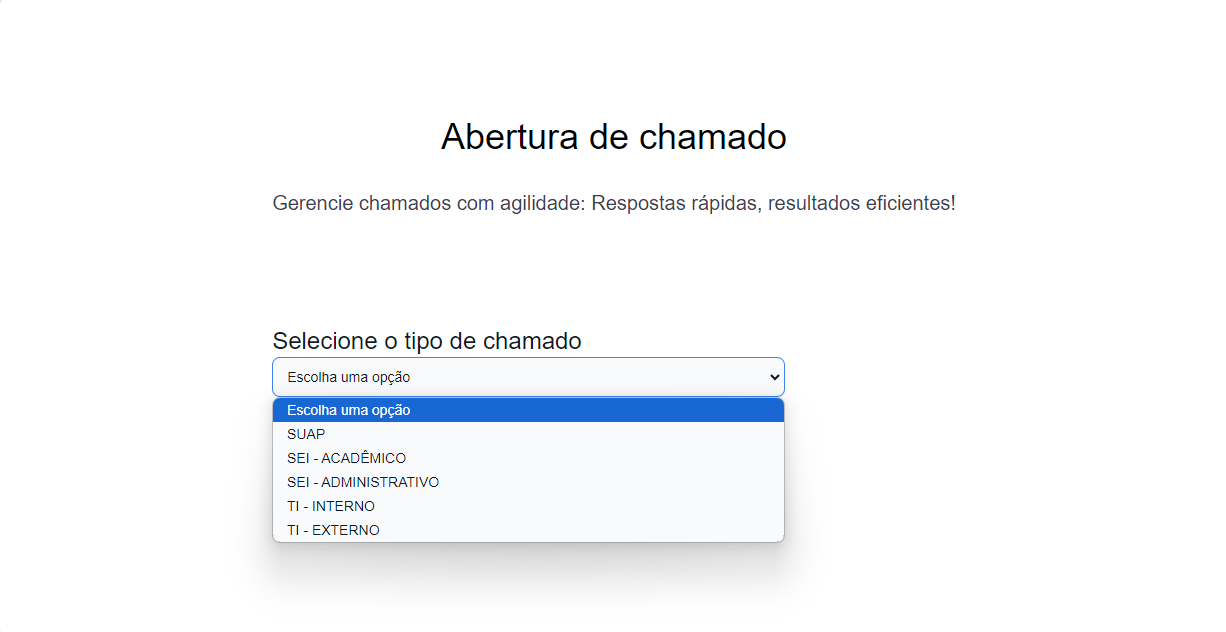 Abertura de chamado
Gerencie chamados com agilidade: Respostas rápidas, resultados eficientes!
Selecione o tipo de chamado
Escolha uma opção
Escolha uma opção
SUAP
SEI - ACADÊMICO
SEI - ADMINISTRATIVO
TI - INTERNO
TI - EXTERNO